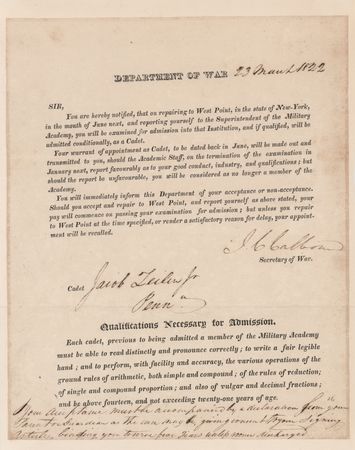 DEPARTMENT OF WAR 23 March 1822
SIR,
You are hereby notified, that on repairing to West Point, in the state of New-York,
in the month of June next, and reporting yourself to the Superintendent of the Military
Academy, you will be examined for admission into that Institution, and if qualified, will be
admitted conditionally, as a Cadet.
Your warrant of appointment as Cadet, to be dated back in June, will be made out and
transmitted to you, should the Academic Staff, on the termination of the examination in
January next, report favourably as to your good conduct, industry, and qualifications; but
should the report be unfavourable, you will be considered as no longer a member of the
Academy.
You will immediately inform this Department of your acceptance or non-acceptance.
Should you accept and repair to West Point, and report yourself as above stated, your
pay will commence on passing your examination for admission; but unless you repair
to West Point at the time specified, or render a satisfactory reason for delay, your appoint-
ment will be recalled.
J. C. Calhoun
Secretary of War.
Cadet Jacob Zeilin Jr
Penna
Qualifications Necessary for Admission.
Each cadet, previous to being admitted a member of the Military Academy
must be able to read distinctly and pronounce correctly; to write a fair legible
hand; and to perform, with facility and accuracy, the various operations of the
ground rules of arithmetic, both simple and compound; of the rules of reduction;
of single and compound proportion; and also of vulgar and decimal fractions;
and be above fourteen, and not exceeding twenty-one years of age.
Your acceptance must be accompanied by a declaration from your
Parent or Guardian as the case may be, giving consent to your signing
Articles, binding you to serve five years unless sooner discharged